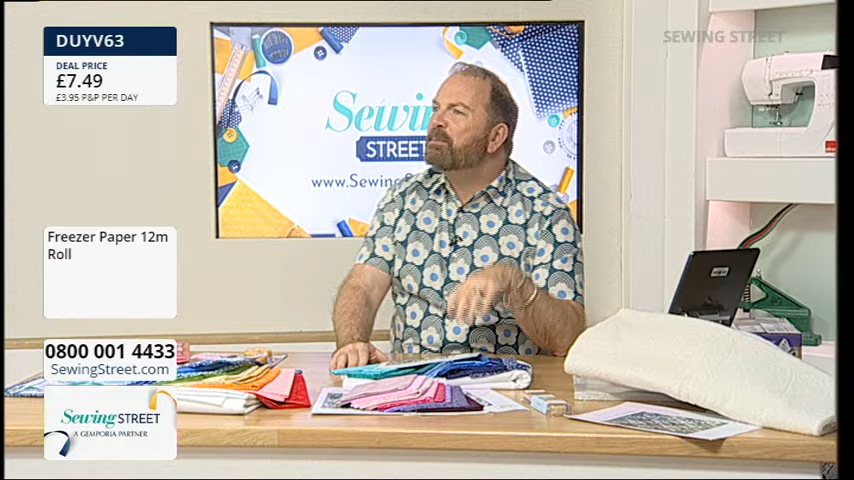 DUYV63
DEAL PRICE
£7.49
£3.95 P&P PER DAY
Freezer Paper 12m
Roll
0800 001 4433
SewingStreet.com
Sewing STREET
A GEMPORIA PARTNER
SEWING STREET
Sewin
STREET
www.Sewing